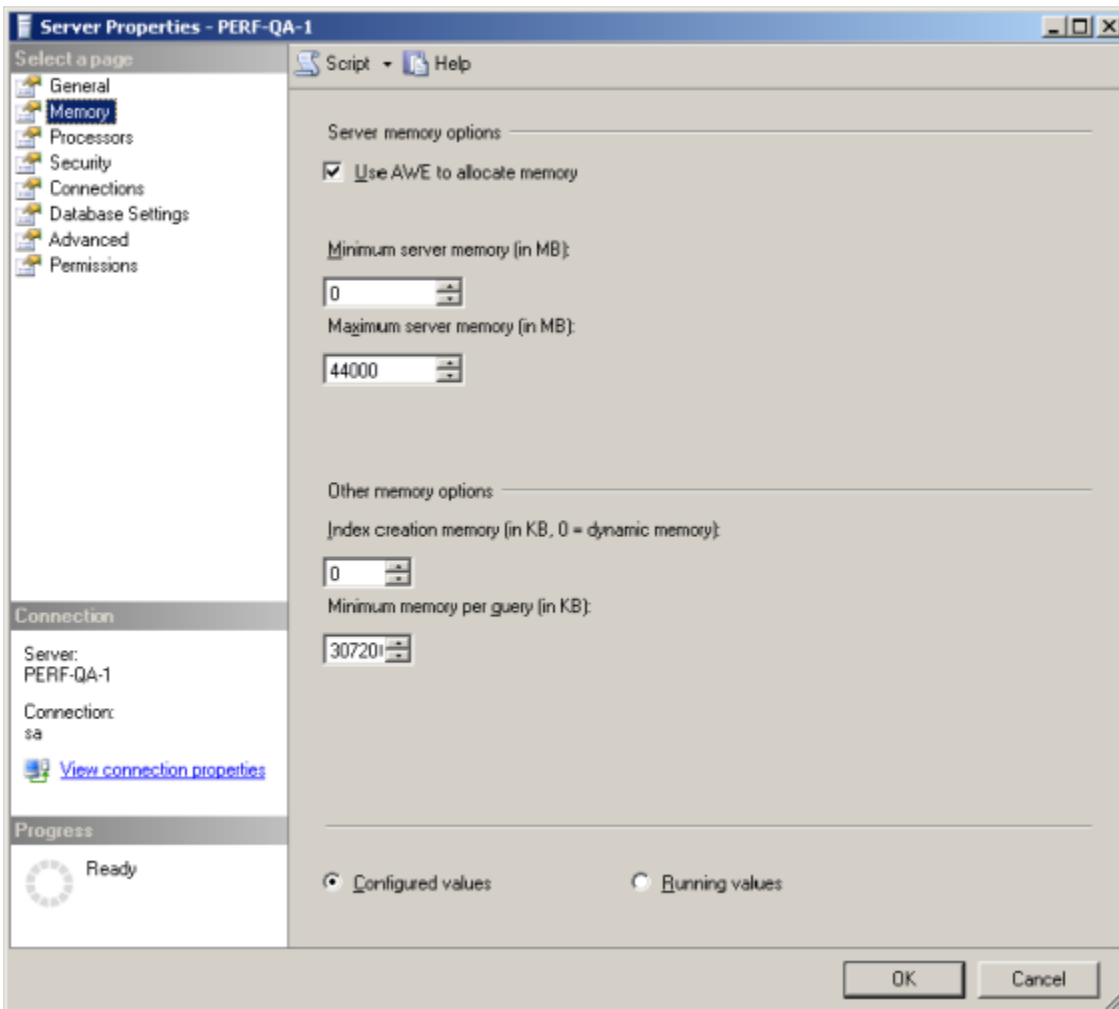 Server Properties - PERF-QA-1
Select a page
General
Memory
Processors
Security
Connections
Database Settings
Advanced
Permissions
Connection
Server:
PERF-QA-1
Connection:
sa
View connection properties
Progress
Ready
Script
Help
Server memory options
Use AWE to allocate memory
Minimum server memory (in MB):
0
Maximum server memory (in MB):
44000
Other memory options
Index creation memory (in KB, 0 = dynamic memory):
0
Minimum memory per query (in KB):
Configured values
Running values
OK
Cancel